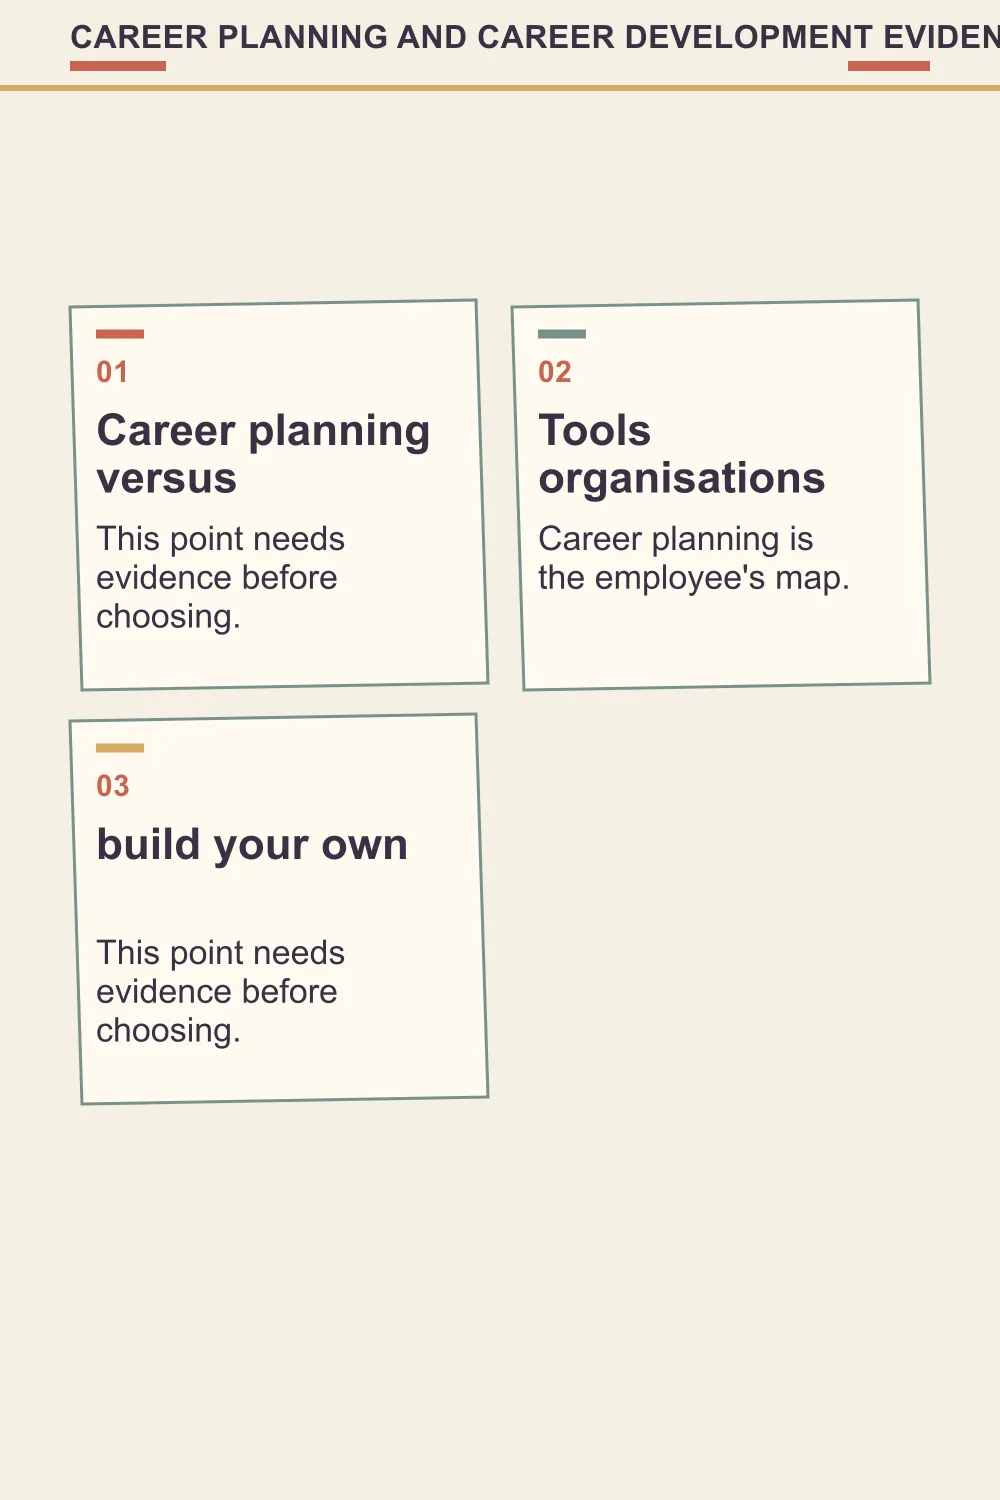 CAREER PLANNING AND CAREER DEVELOPMENT EVIDEN
01
Career planning
versus
This point needs
evidence before
choosing.
02
Tools
organisations
Career planning is
the employee's map.
03
build your own
This point needs
evidence before
choosing.